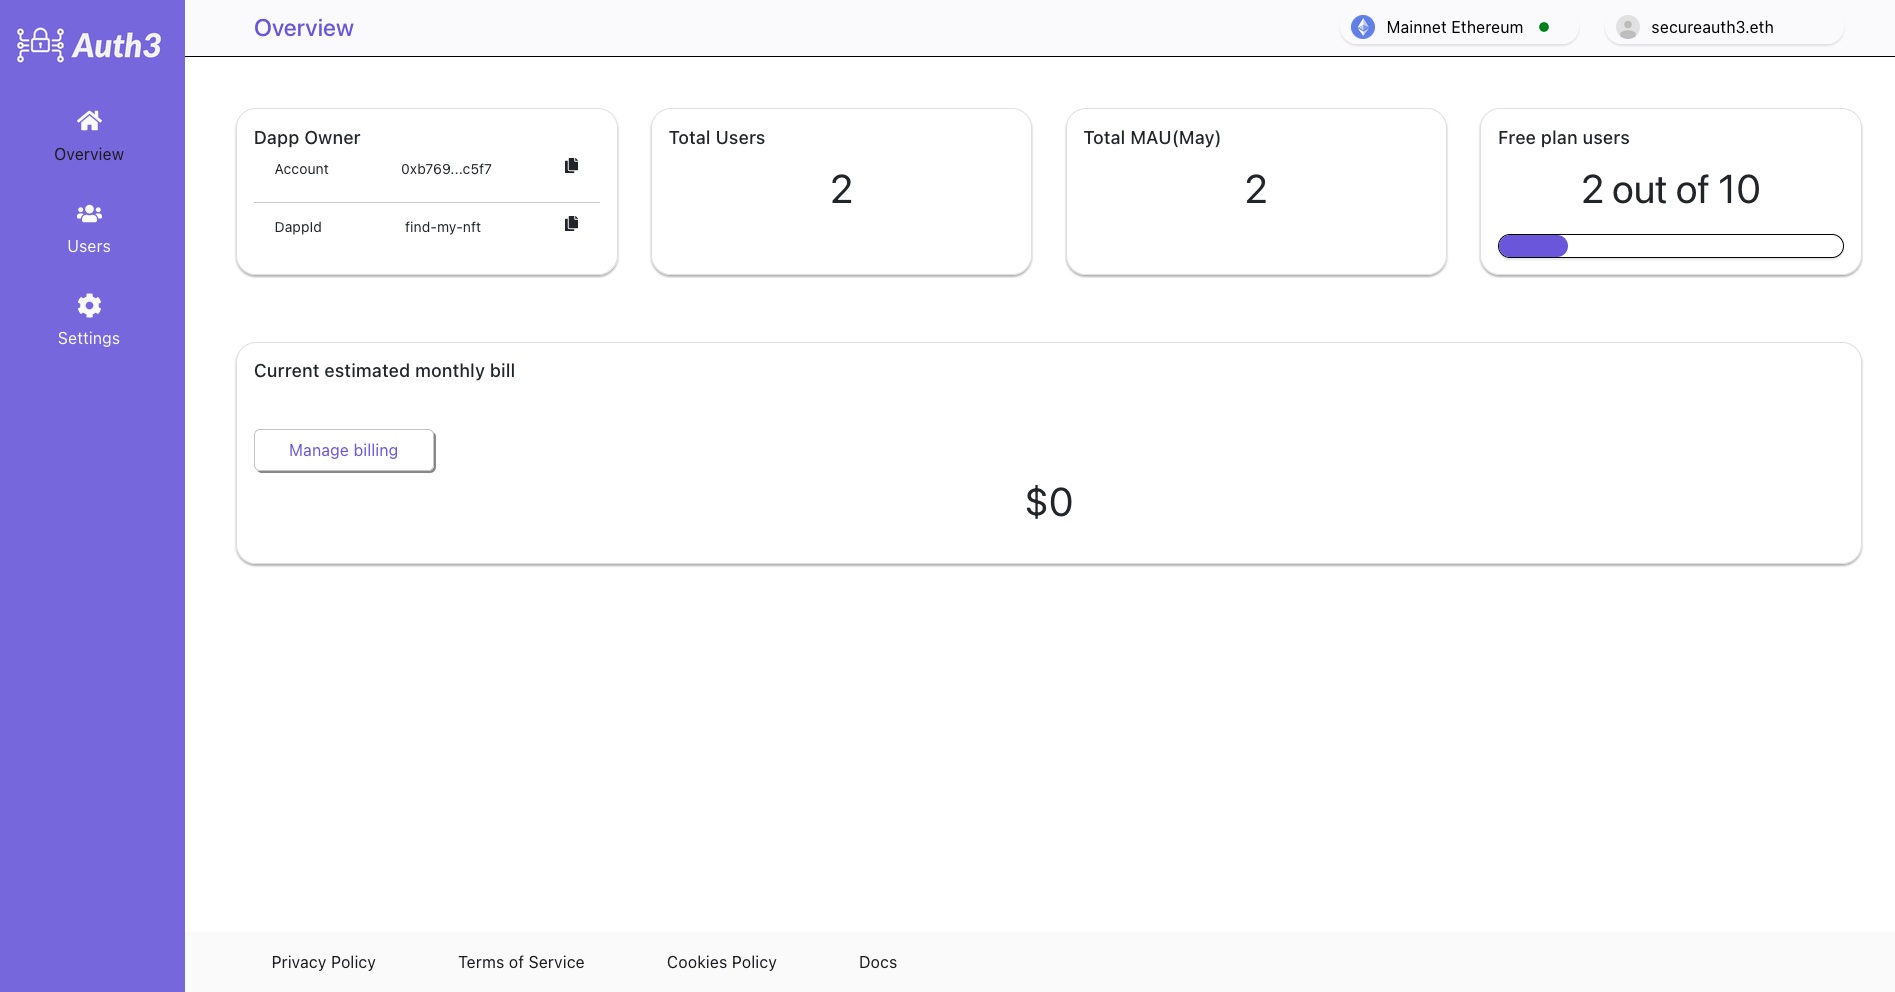 Auth3
Overview
Users
Settings
Overview
Mainnet Ethereum
secureauth3.eth
Dapp Owner
Account 0xb769...c5f7
DappId find-my-nft
Total Users
2
Total MAU(May)
2
Free plan users
2 out of 10
Current estimated monthly bill
Manage billing
$0
Privacy Policy Terms of Service Cookies Policy Docs